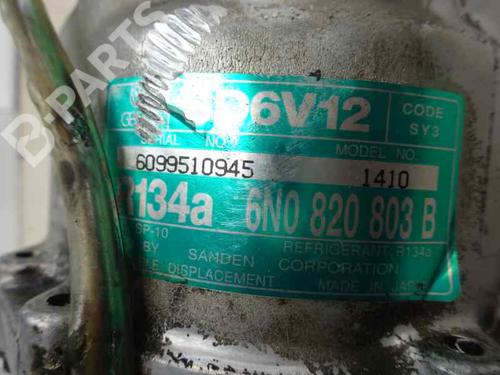 B-PARTS
SD6V12
CODE
SY3
SERIAL NO.
MODEL NO.
6099510945
1410
R134a
6N0 820 803 B
SP-10
REFRIGERANT: R134a
BY SANDEN CORPORATION
DISPLACEMENT
MADE IN JAPAN